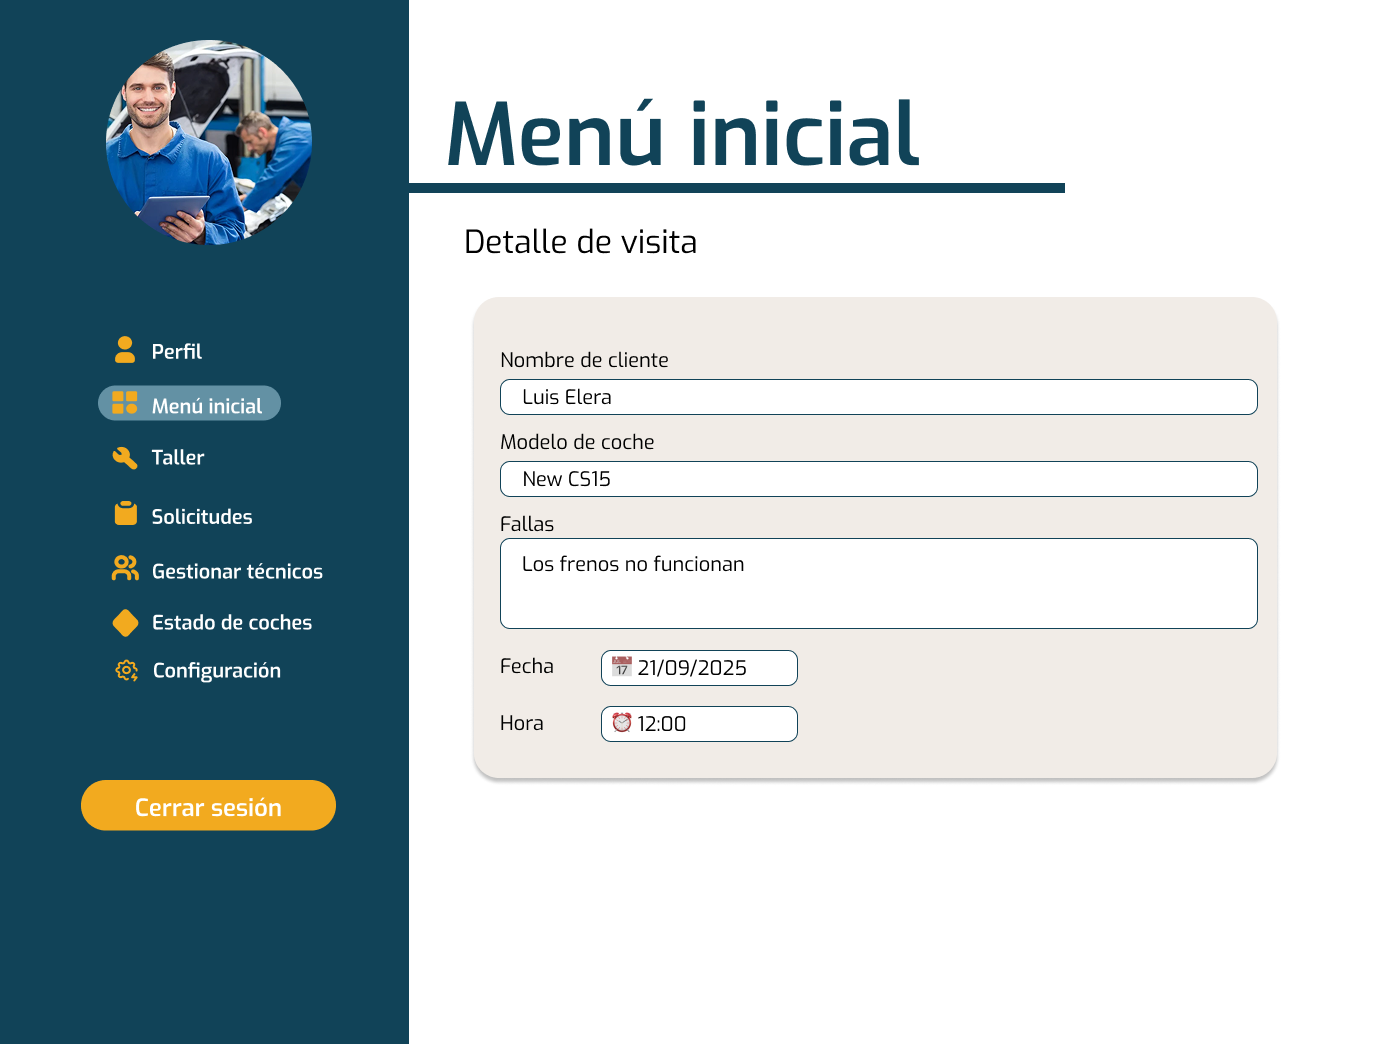 Menú inicial
Detalle de visita
Perfil
Menú inicial
Taller
Solicitudes
Gestionar técnicos
Estado de coches
Configuración
Cerrar sesión
Nombre de cliente
Luis Elera
Modelo de coche
New CS15
Fallas
Los frenos no funcionan
Fecha
17 21/09/2025
Hora
12:00